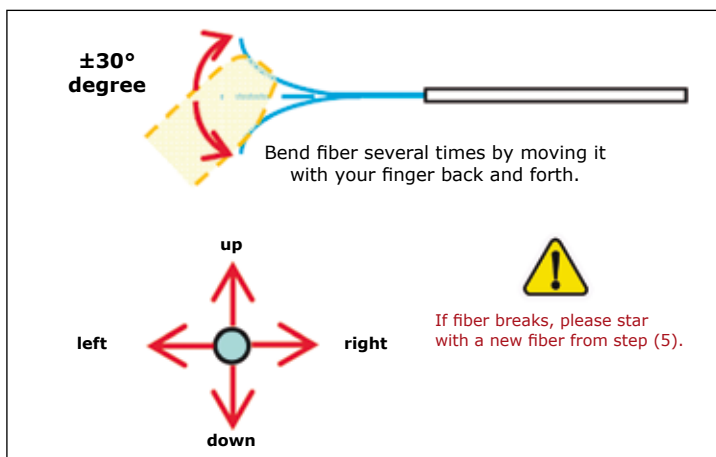 ±30°
degree
Bend fiber several times by moving it
with your finger back and forth.
up
left
right
down
If fiber breaks, please star
with a new fiber from step (5).